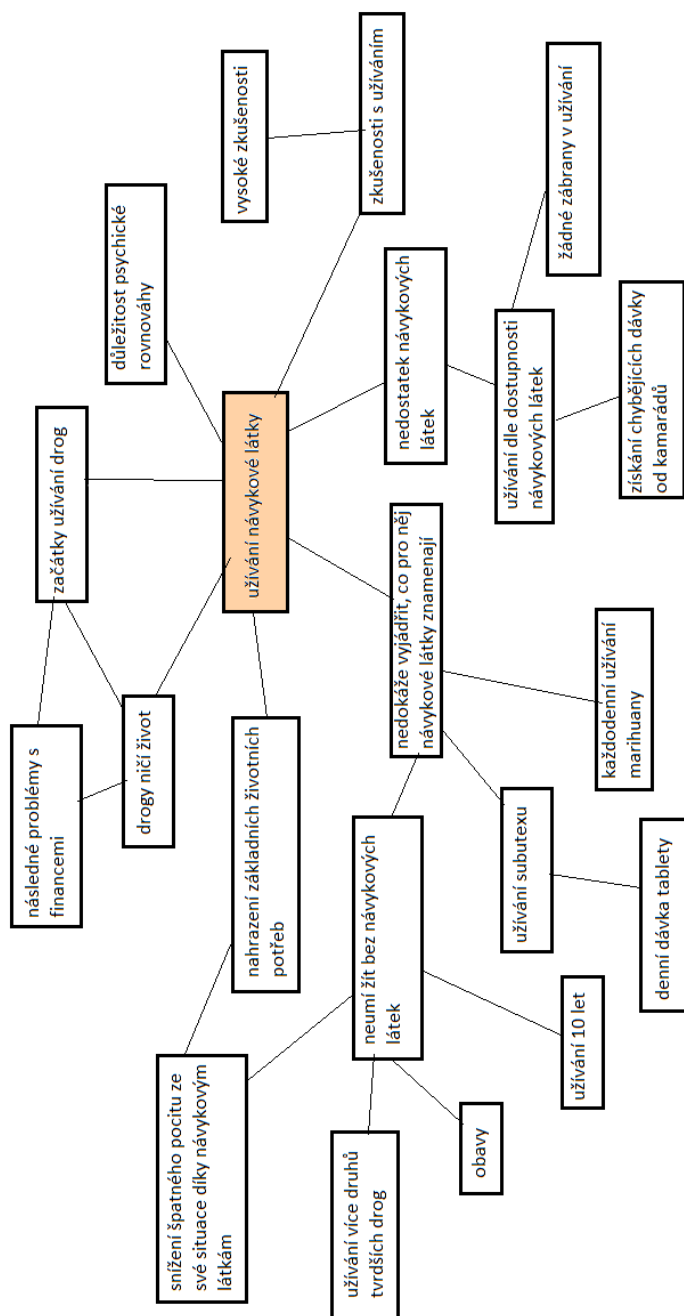 následné problémy s
financemi
začátky užívání drog
důležitost psychické
rovnováhy
drogy ničí život
snížení špatného pocitu ze
své situace díky návykovým
látkám
vysoké zkušenosti
nahrazení základních životních
potřeb
užívání návykové látky
užívání více druhů
tvrdších drog
neumí žít bez návykových
látek
nedokáže vyjádřit, co pro něj
návykové látky znamenají
nedostatek návykových
látek
zkušenosti s užíváním
obavy
užívání subutexu
užívání dle dostupnosti
návykových látek
žádné zábrany v užívání
užívání 10 let
každodenní užívání
marihuany
získání chybějících dávky
od kamarádů
denní dávka tablety